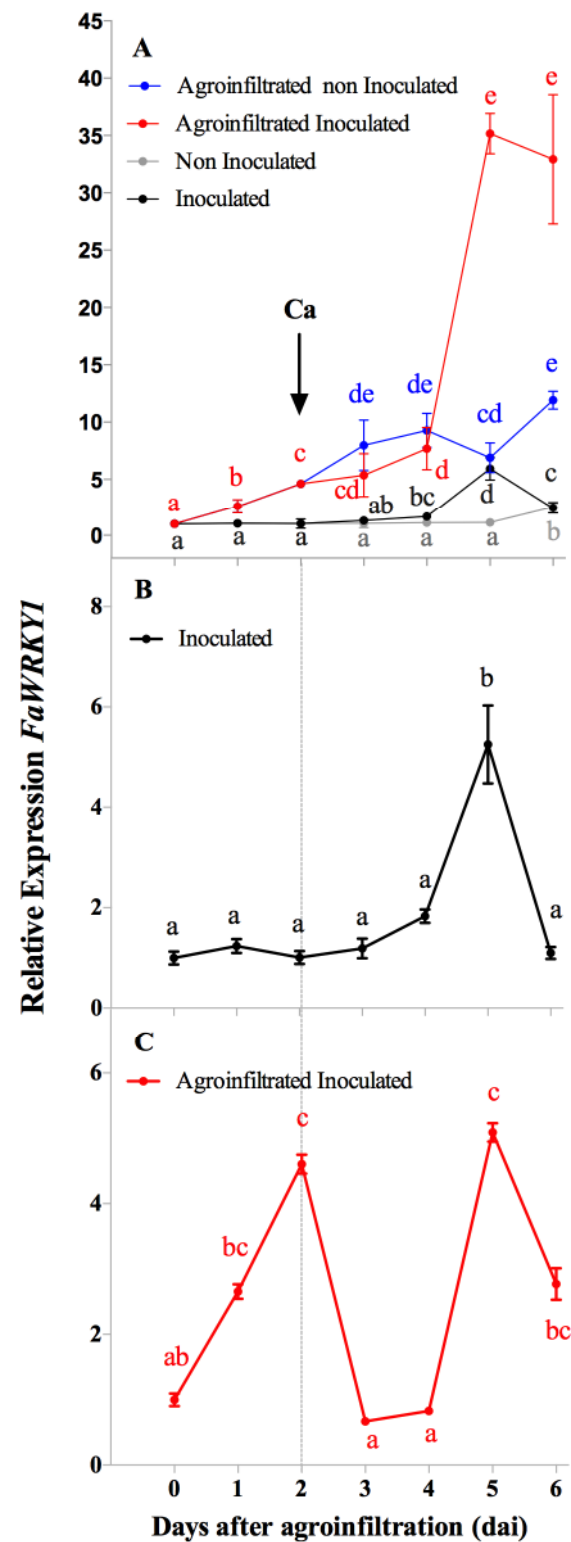 45
A
40
Agroinfiltrated non Inoculated
e
e
Agroinfiltrated Inoculated
35
Non Inoculated
30
Inoculated
25
20
Ca
15
de
de
e
10
cd
c
b
5
a
cd
ab
d
bc
d
c
0
a
a
a
a
a
a
b
B
8
Inoculated
b
6
4
a
a
a
a
a
a
2
0
C
6
Agroinfiltrated Inoculated
c
c
4
bc
2
ab
bc
a
a
0
0 1 2 3 4 5 6
Days after agroinfiltration (dai)
Relative Expression FaWRKY1